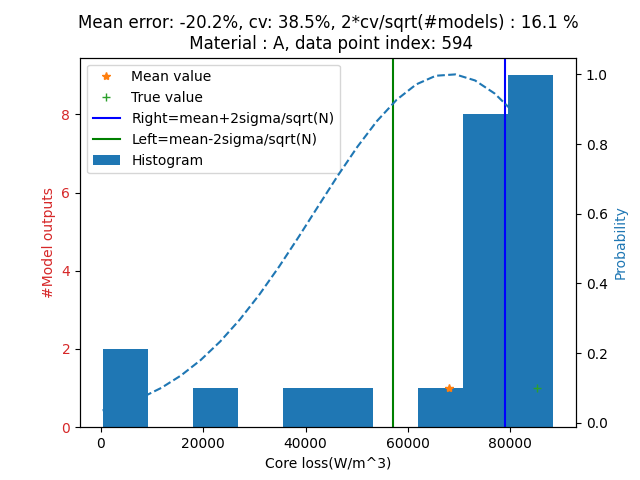 Mean error: -20.2%, cv: 38.5%, 2*cv/sqrt(#models) : 16.1 %
Material : A, data point index: 594
Mean value
True value
Right=mean+2sigma/sqrt(N)
Left=mean-2sigma/sqrt(N)
Histogram
8
6
4
2
0
#Model outputs
1.0
0.8
0.6
0.4
0.2
0.0
Probability
0
20000
40000
60000
80000
Core loss(W/m^3)